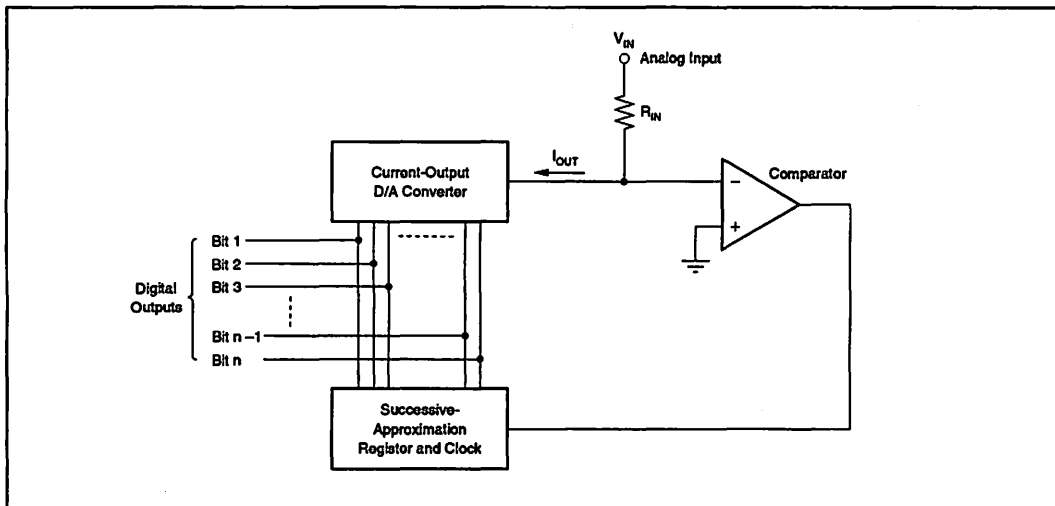 V_IN
Analog Input
R_IN
I_OUT
Current-Output
D/A Converter
Comparator
−
+
Bit 1
Bit 2
Bit 3
Digital
Outputs
Bit n –1
Bit n
Successive-
Approximation
Register and Clock